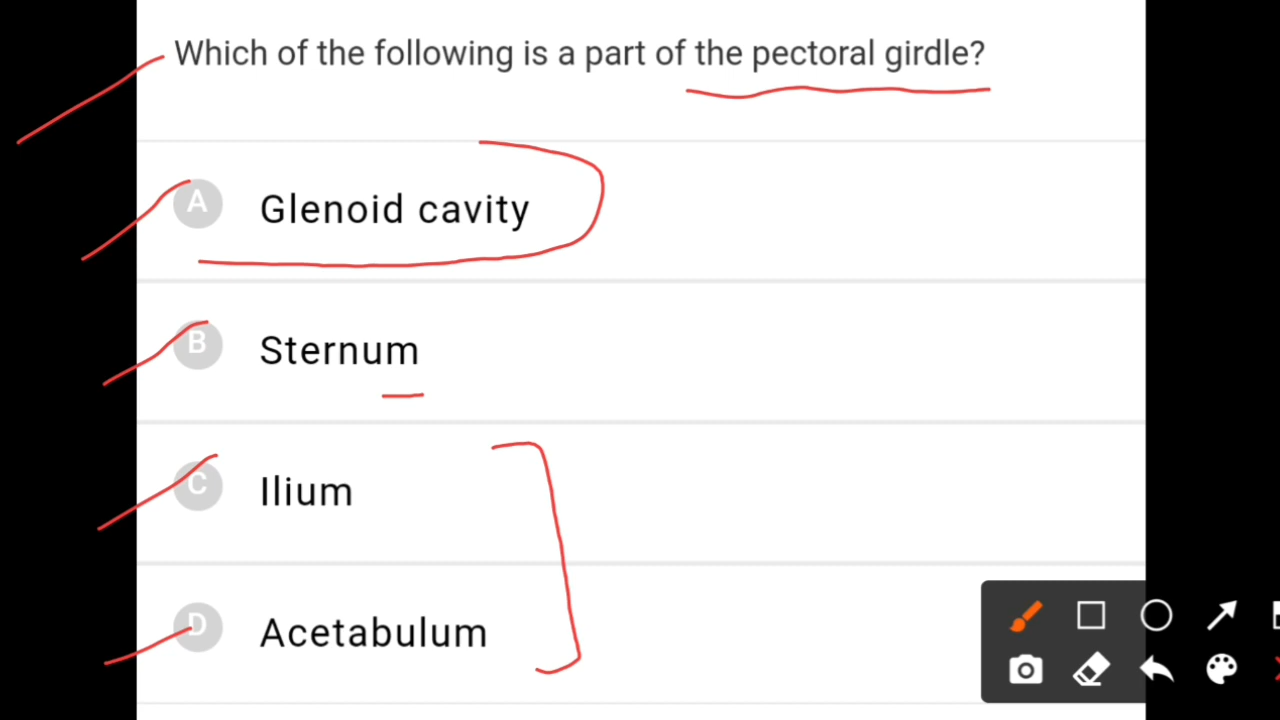 Which of the following is a part of the pectoral girdle?
A Glenoid cavity
B Sternum
C Ilium
D Acetabulum